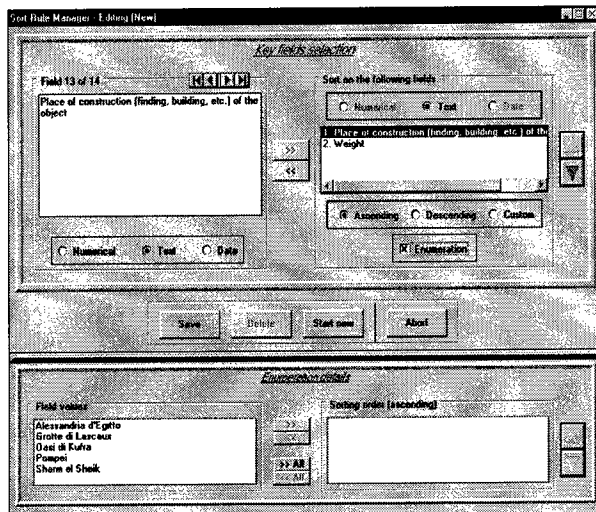 Sort Rule Manager - Editing [New]
Key fields selection
Field 13 of 14
Place of construction (finding, building, etc.) of the
object
Numerical Text Date
>>
<<
Sort on the following fields
Numerical Text Date
1. Place of construction (finding, building, etc.) of the
2. Weight
Ascending Descending Custom
Enumeration
Save Delete Start new Abort
Enumeration details
Field values
Alessandria d'Egitto
Grotte di Lascaux
Oasi di Kufra
Pompei
Sharm el Sheik
>>
>> All
<< All
Sorting order (ascending)